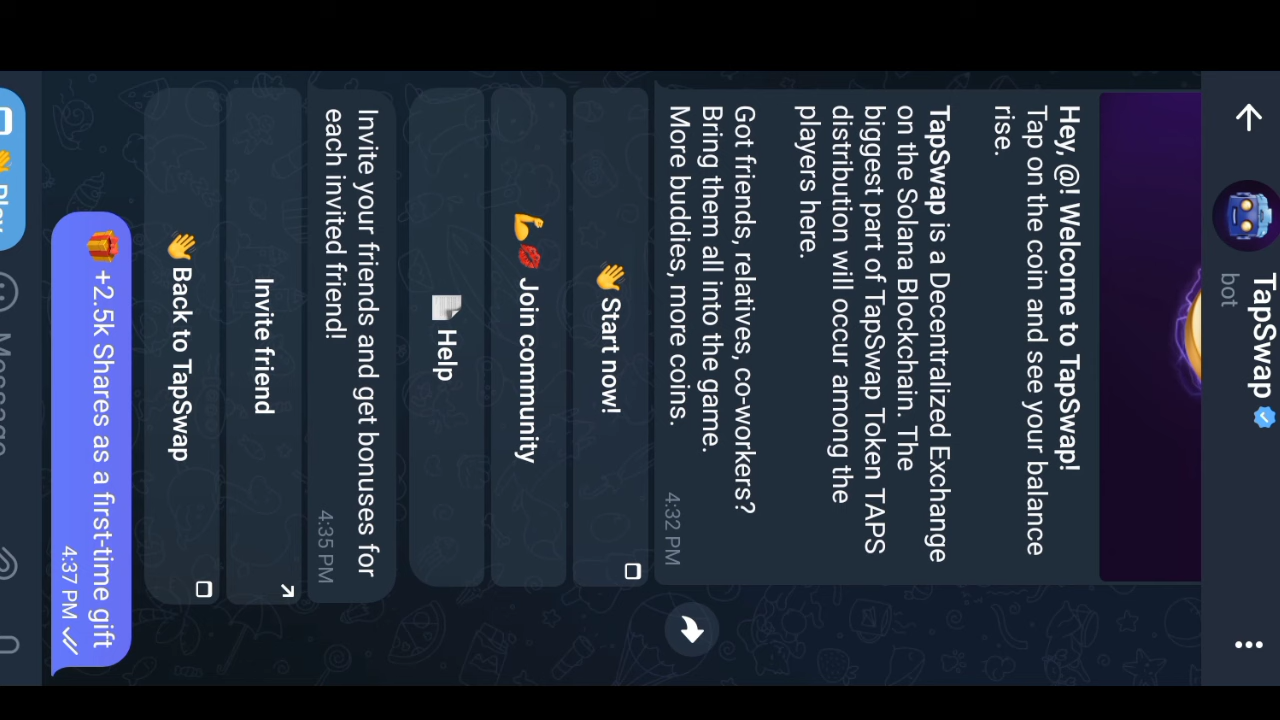 TapSwap
bot
Hey, @! Welcome to TapSwap!
Tap on the coin and see your balance
rise.
TapSwap is a Decentralized Exchange
on the Solana Blockchain. The
biggest part of TapSwap Token TAPS
distribution will occur among the
players here.
Got friends, relatives, co-workers?
Bring them all into the game.
More buddies, more coins.
4:32 PM
👋 Start now!
💪💋 Join community
📃 Help
Invite your friends and get bonuses for
each invited friend!
4:35 PM
Invite friend
👋 Back to TapSwap
🎁 +2.5k Shares as a first-time gift
4:37 PM
👋 Play
Message